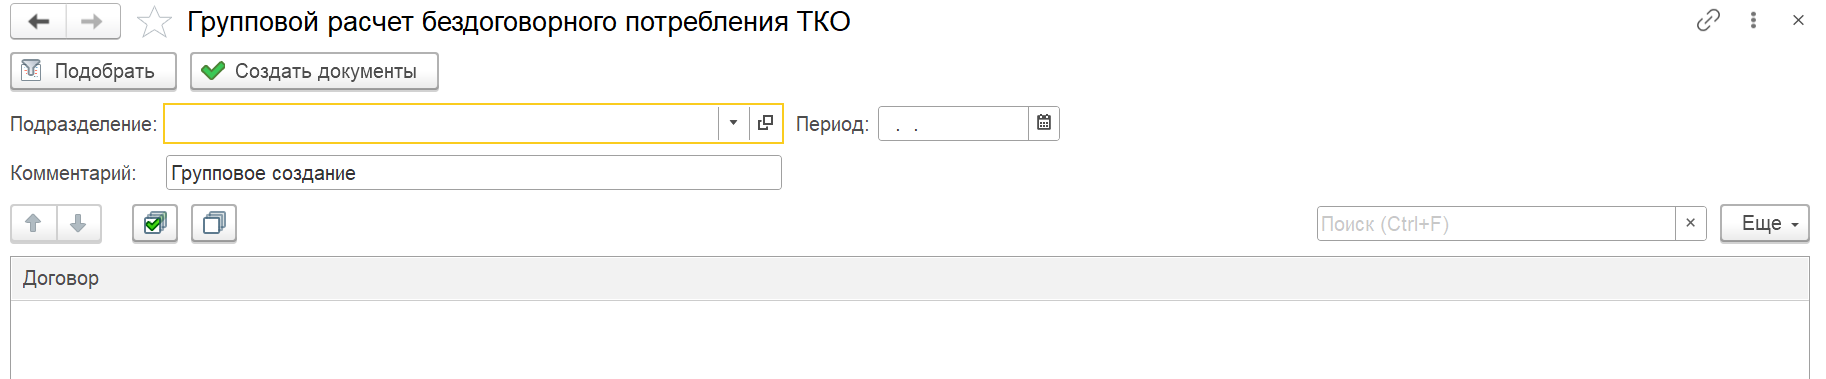 Групповой расчет бездоговорного потребления ТКО
Подобрать Создать документы
Подразделение: Период: . .
Комментарий: Групповое создание
Поиск (Ctrl+F) × Еще
Договор